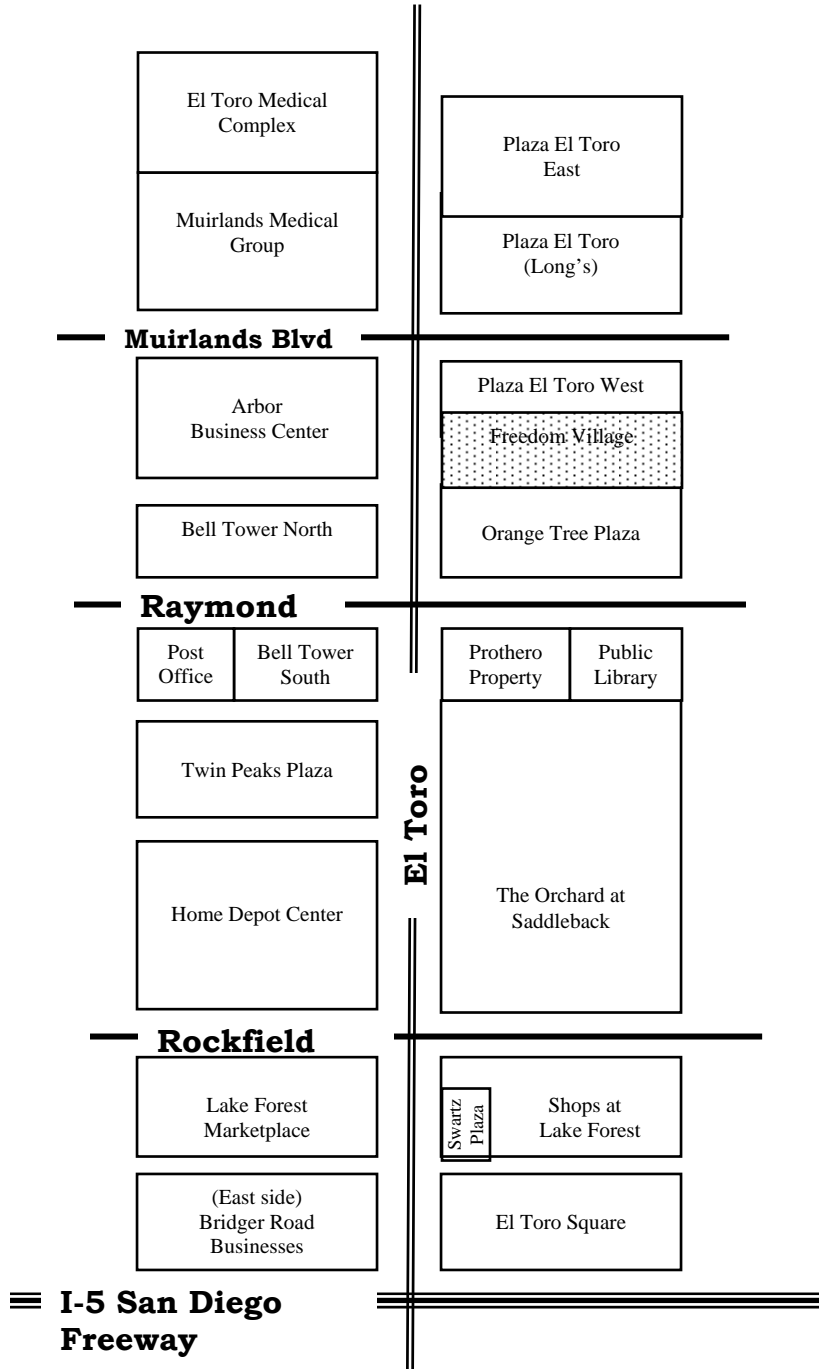 El Toro Medical
Complex
Plaza El Toro
East
Muirlands Medical
Group
Plaza El Toro
(Long's)
Muirlands Blvd
Arbor
Business Center
Plaza El Toro West
Freedom Village
Bell Tower North
Orange Tree Plaza
Raymond
Post
Office
Bell Tower
South
Prothero
Property
Public
Library
Twin Peaks Plaza
El Toro
Home Depot Center
The Orchard at
Saddleback
Rockfield
Lake Forest
Marketplace
Swartz
Plaza
Shops at
Lake Forest
(East side)
Bridger Road
Businesses
El Toro Square
I-5 San Diego
Freeway